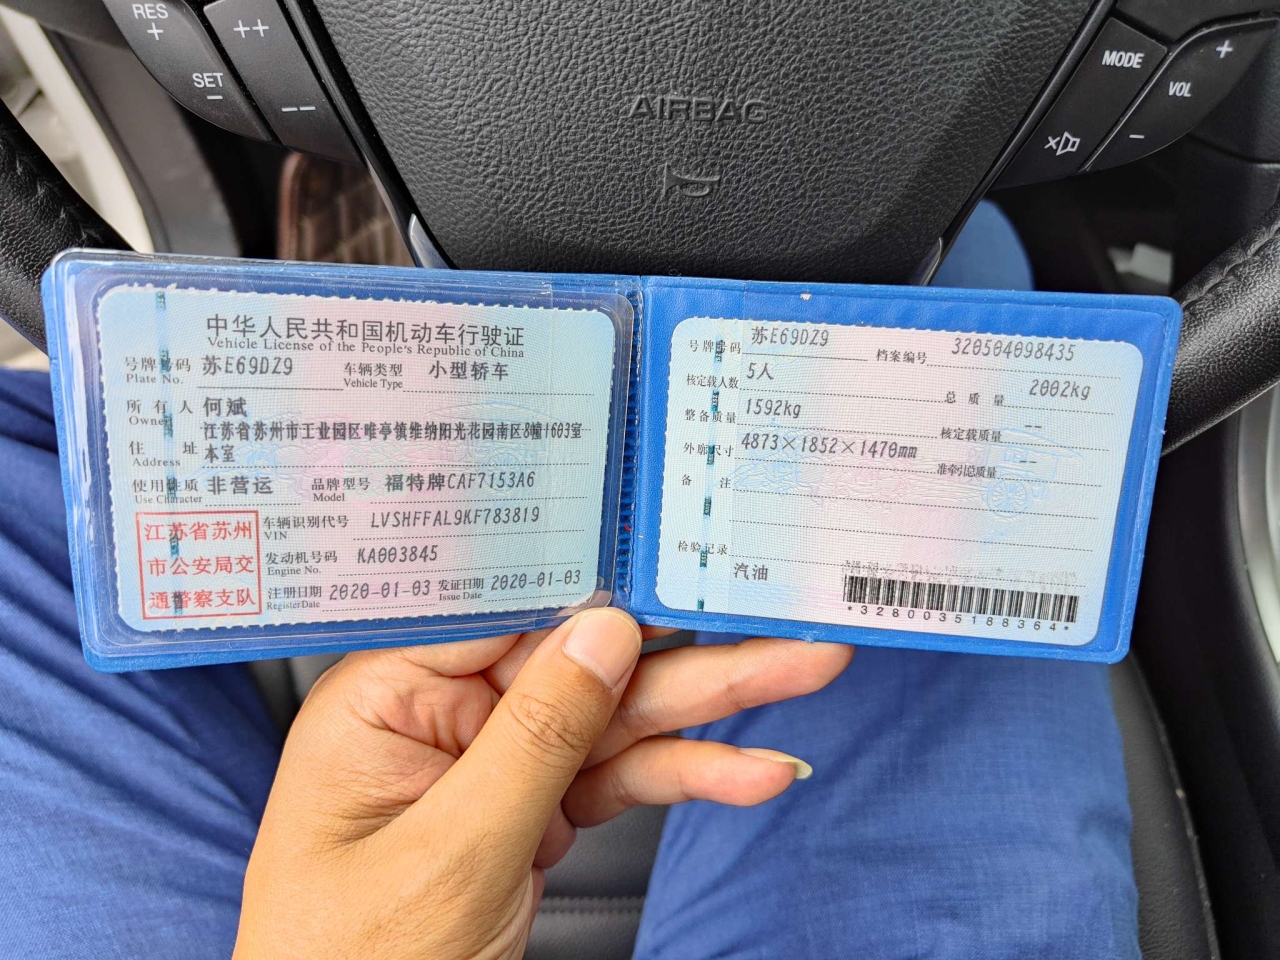 RES
+
SET
−
++
−−
MODE
+
VOL
−
AIRBAG
中华人民共和国机动车行驶证
Vehicle License of the People's Republic of China
号牌号码 苏E69DZ9 车辆类型 小型轿车
Plate No. Vehicle Type
所有人 何斌
Owner
住址 江苏省苏州市工业园区唯亭镇维纳阳光花园南区8幢1603室
Address 本室
使用性质 非营运 品牌型号 福特牌CAF7153A6
Use Character Model
江苏省苏州
市公安局交
通警察支队
车辆识别代号 LVSHFFAL9KF783819
VIN
发动机号码 KA003845
Engine No.
注册日期 2020-01-03 发证日期 2020-01-03
Register Date Issue Date
号牌号码 苏E69DZ9 档案编号 320504098435
核定载人数 5人 总质量 2002kg
整备质量 1592kg 核定载质量 --
外廓尺寸 4873×1852×1470mm 准牵引总质量 --
备注
检验记录
汽油
*3280035188364*